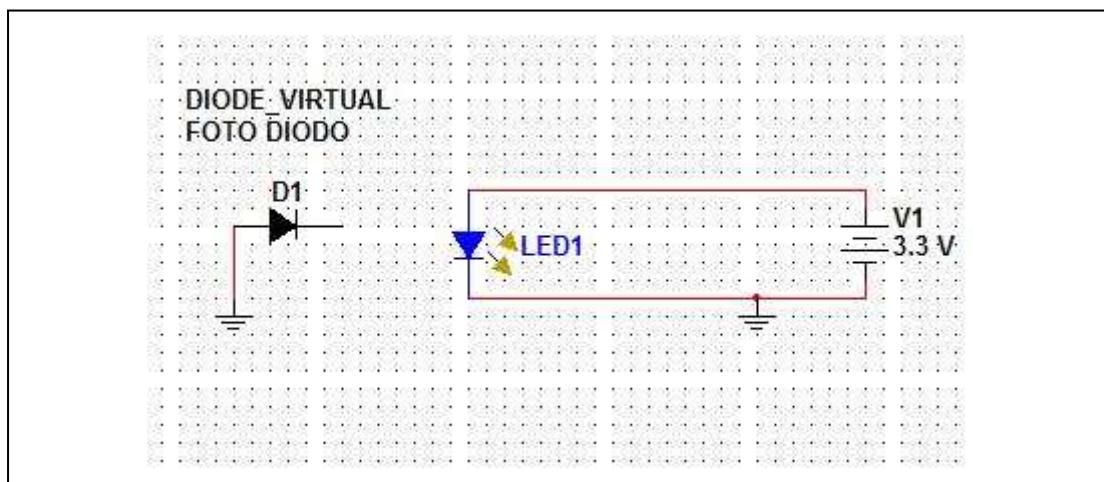 DIODE_VIRTUAL
FOTO DIODO
D1
LED1
V1
3.3 V